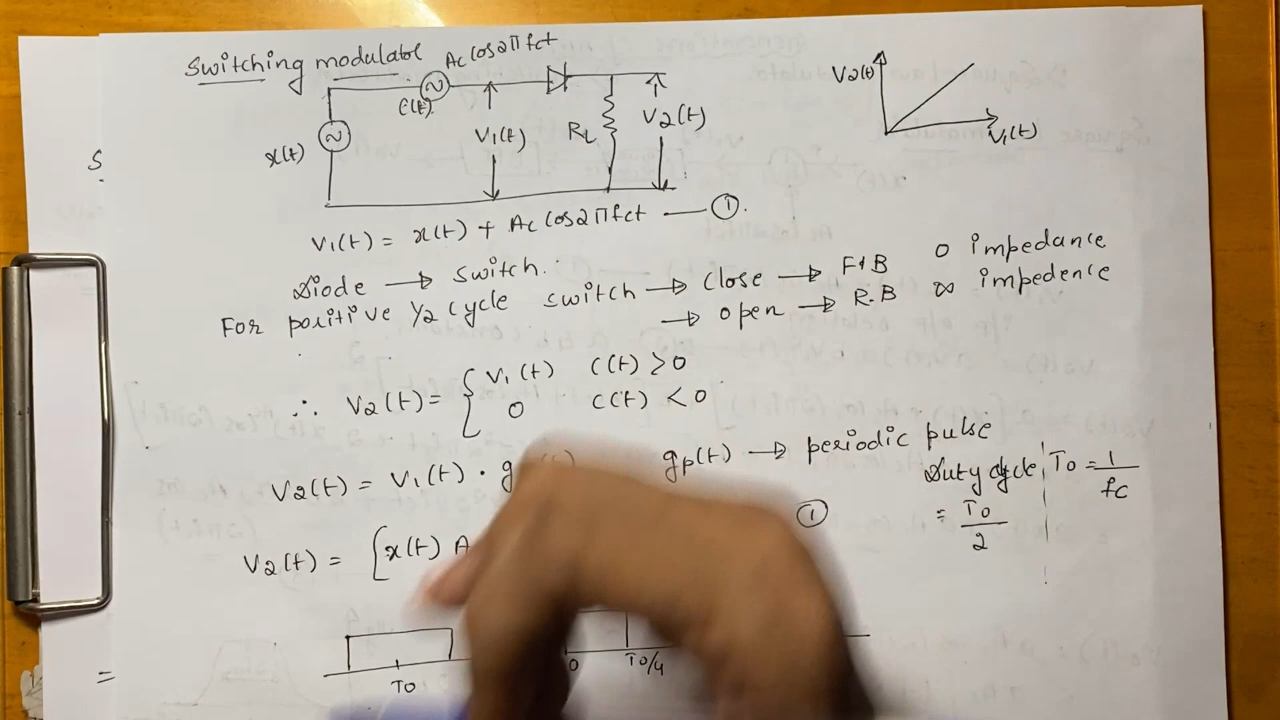 Switching modulator Ac cos2πfct
c(t)
x(t)
V1(t)
RL
V2(t)
V2(t)
V1(t)
S
V1(t) = x(t) + Ac cos2πfct — ①.
Diode → switch.
For positive 1/2 cycle switch → close → F+B 0 impedance
→ open → R.B ∞ impedence
∴ V2(t) = { V1(t) c(t) > 0
0 c(t) < 0
V2(t) = V1(t) · g (t) gp(t) → periodic pulse
Duty cycle T0 = 1/fc
= T0/2
V2(t) = [x(t) A ①
T0 0 T0/4
=